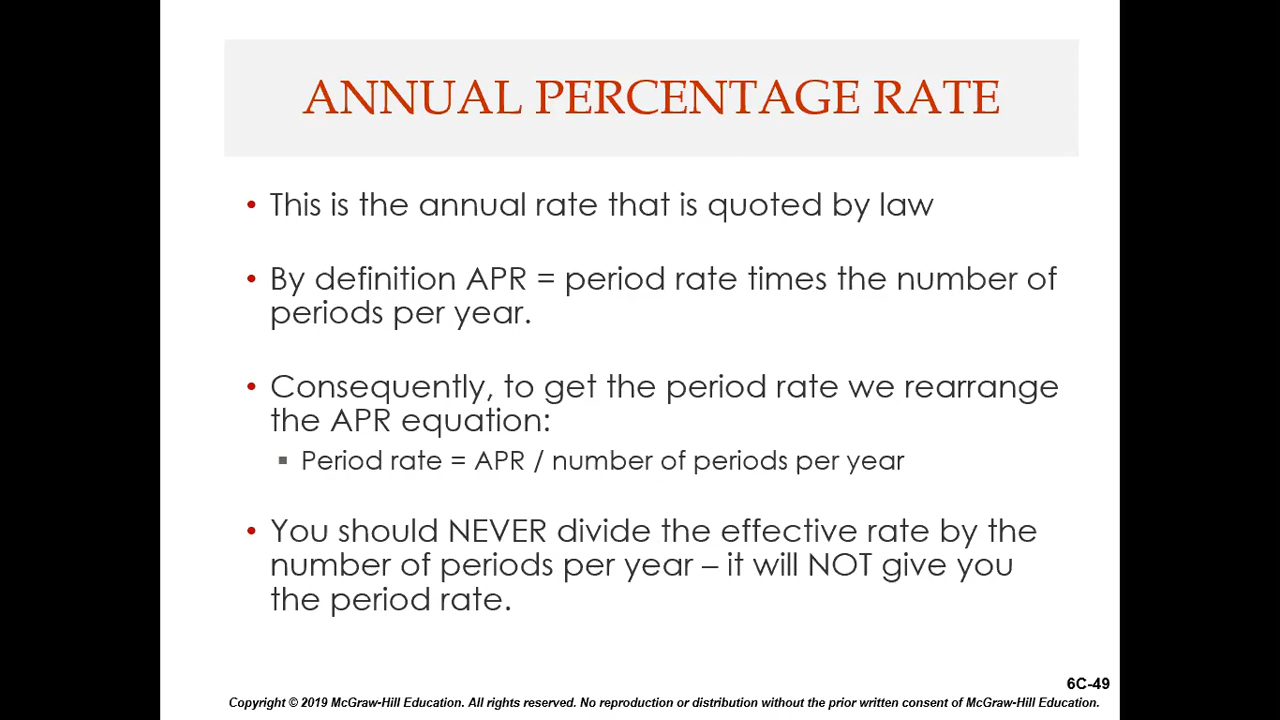 ANNUAL PERCENTAGE RATE
• This is the annual rate that is quoted by law
• By definition APR = period rate times the number of
periods per year.
• Consequently, to get the period rate we rearrange
the APR equation:
▪ Period rate = APR / number of periods per year
• You should NEVER divide the effective rate by the
number of periods per year – it will NOT give you
the period rate.
6C-49
Copyright © 2019 McGraw-Hill Education. All rights reserved. No reproduction or distribution without the prior written consent of McGraw-Hill Education.